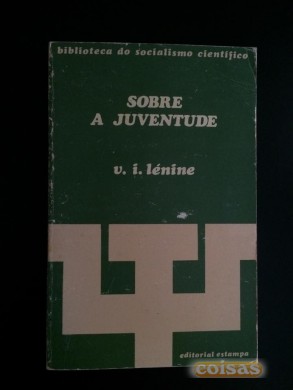 biblioteca do socialismo científico
SOBRE
A JUVENTUDE
v. i. lénine
editorial estampa
coisas